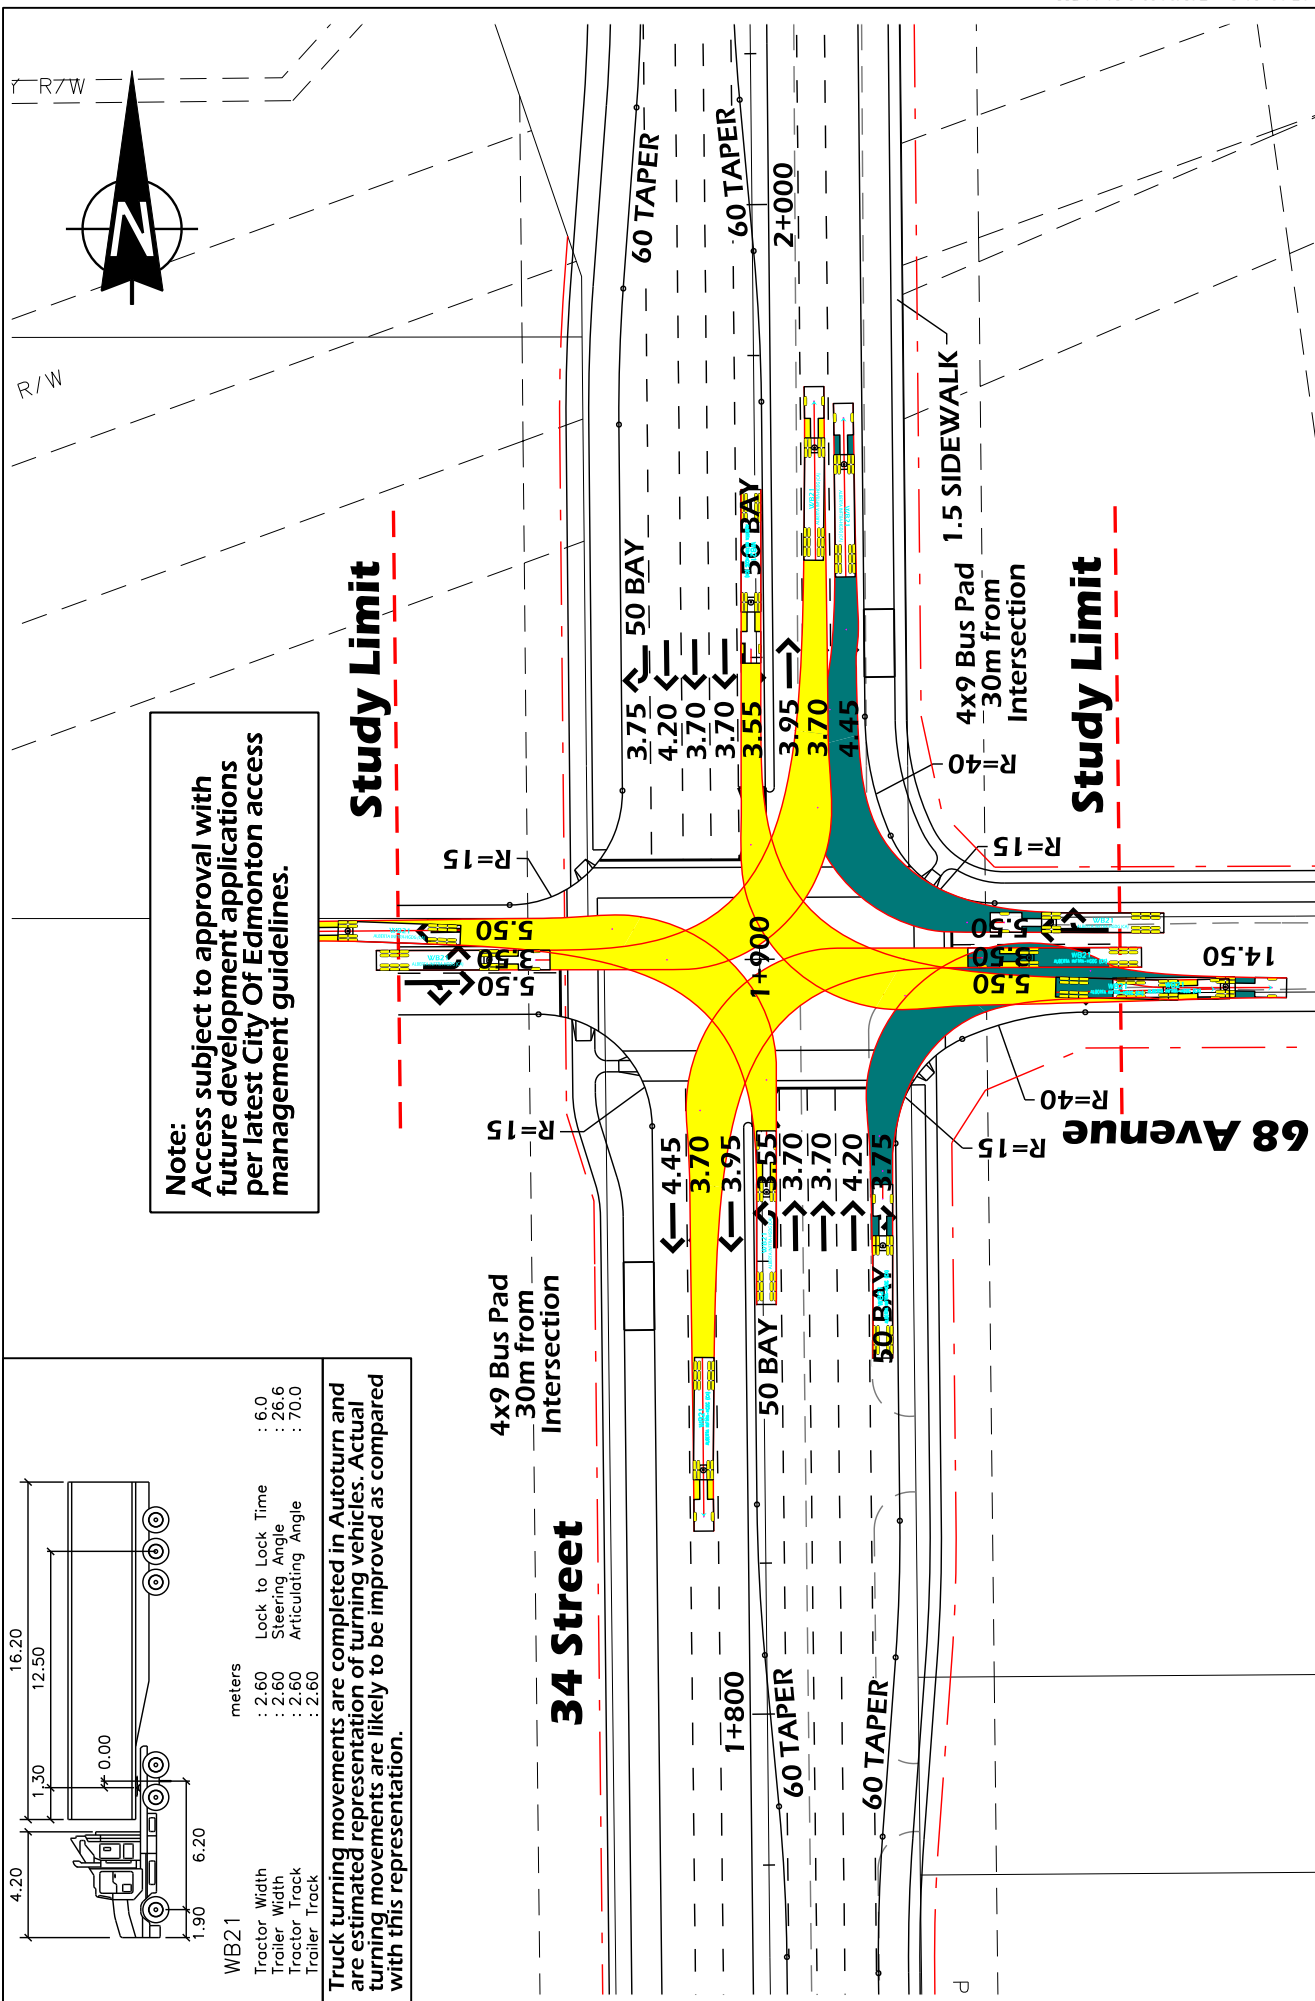 Y R/W
R/W
N
60 TAPER
60 TAPER
2+000
Note:
Access subject to approval with
future development applications
per latest City Of Edmonton access
management guidelines.
Study Limit
50 BAY
3.75
4.20
3.70
3.70
3.55
3.95
3.70
4.45
50 BAY
1.5 SIDEWALK
4x9 Bus Pad
30m from
Intersection
Study Limit
R=15
R=40
R=15
5.50
3.50
5.50
1+900
5.50
3.50
5.50
14.50
WB21
WB21
WB21
WB21
R=15
R=40
R=15
68 Avenue
4.45
3.70
3.95
3.55
3.70
3.70
4.20
3.75
4x9 Bus Pad
30m from
Intersection
50 BAY
50 BAY
34 Street
1+800
60 TAPER
60 TAPER
P
4.20
16.20
1.30
12.50
0.00
1.90
6.20
WB21
meters
Tractor Width : 2.60 Lock to Lock Time : 6.0
Trailer Width : 2.60 Steering Angle : 26.6
Tractor Track : 2.60 Articulating Angle : 70.0
Trailer Track : 2.60
Truck turning movements are completed in Autoturn and
are estimated representation of turning vehicles. Actual
turning movements are likely to be improved as compared
with this representation.